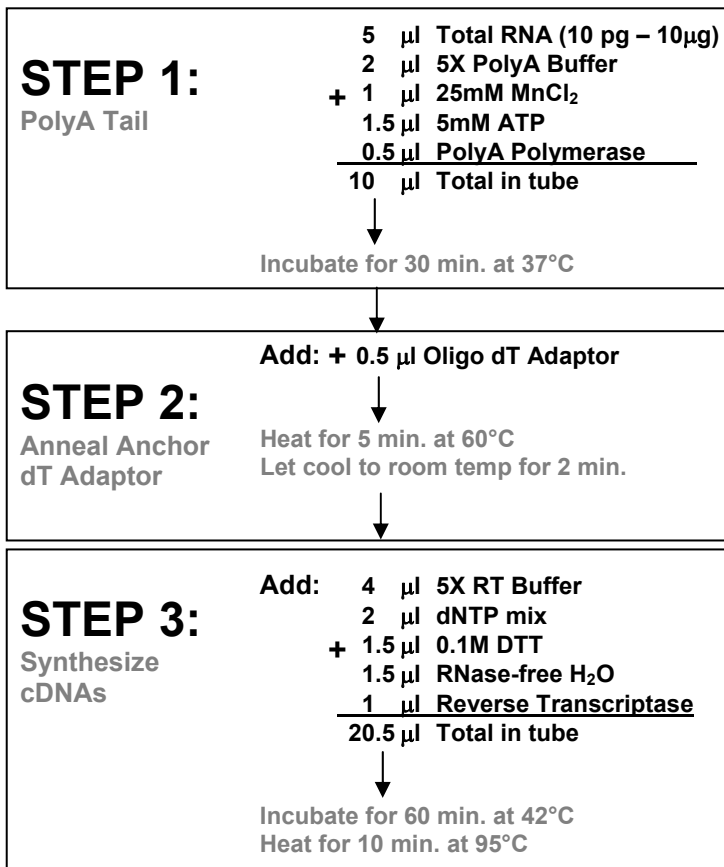 STEP 1:
PolyA Tail
5 µl Total RNA (10 pg – 10µg)
2 µl 5X PolyA Buffer
+ 1 µl 25mM MnCl₂
1.5 µl 5mM ATP
0.5 µl PolyA Polymerase
10 µl Total in tube
Incubate for 30 min. at 37°C
STEP 2:
Anneal Anchor
dT Adaptor
Add: + 0.5 µl Oligo dT Adaptor
Heat for 5 min. at 60°C
Let cool to room temp for 2 min.
STEP 3:
Synthesize
cDNAs
Add: 4 µl 5X RT Buffer
2 µl dNTP mix
+ 1.5 µl 0.1M DTT
1.5 µl RNase-free H₂O
1 µl Reverse Transcriptase
20.5 µl Total in tube
Incubate for 60 min. at 42°C
Heat for 10 min. at 95°C